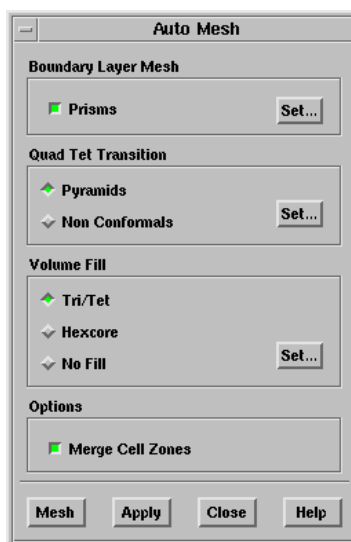 Auto Mesh
Boundary Layer Mesh
Prisms
Set...
Quad Tet Transition
Pyramids
Non Conformals
Set...
Volume Fill
Tri/Tet
Hexcore
No Fill
Set...
Options
Merge Cell Zones
Mesh Apply Close Help